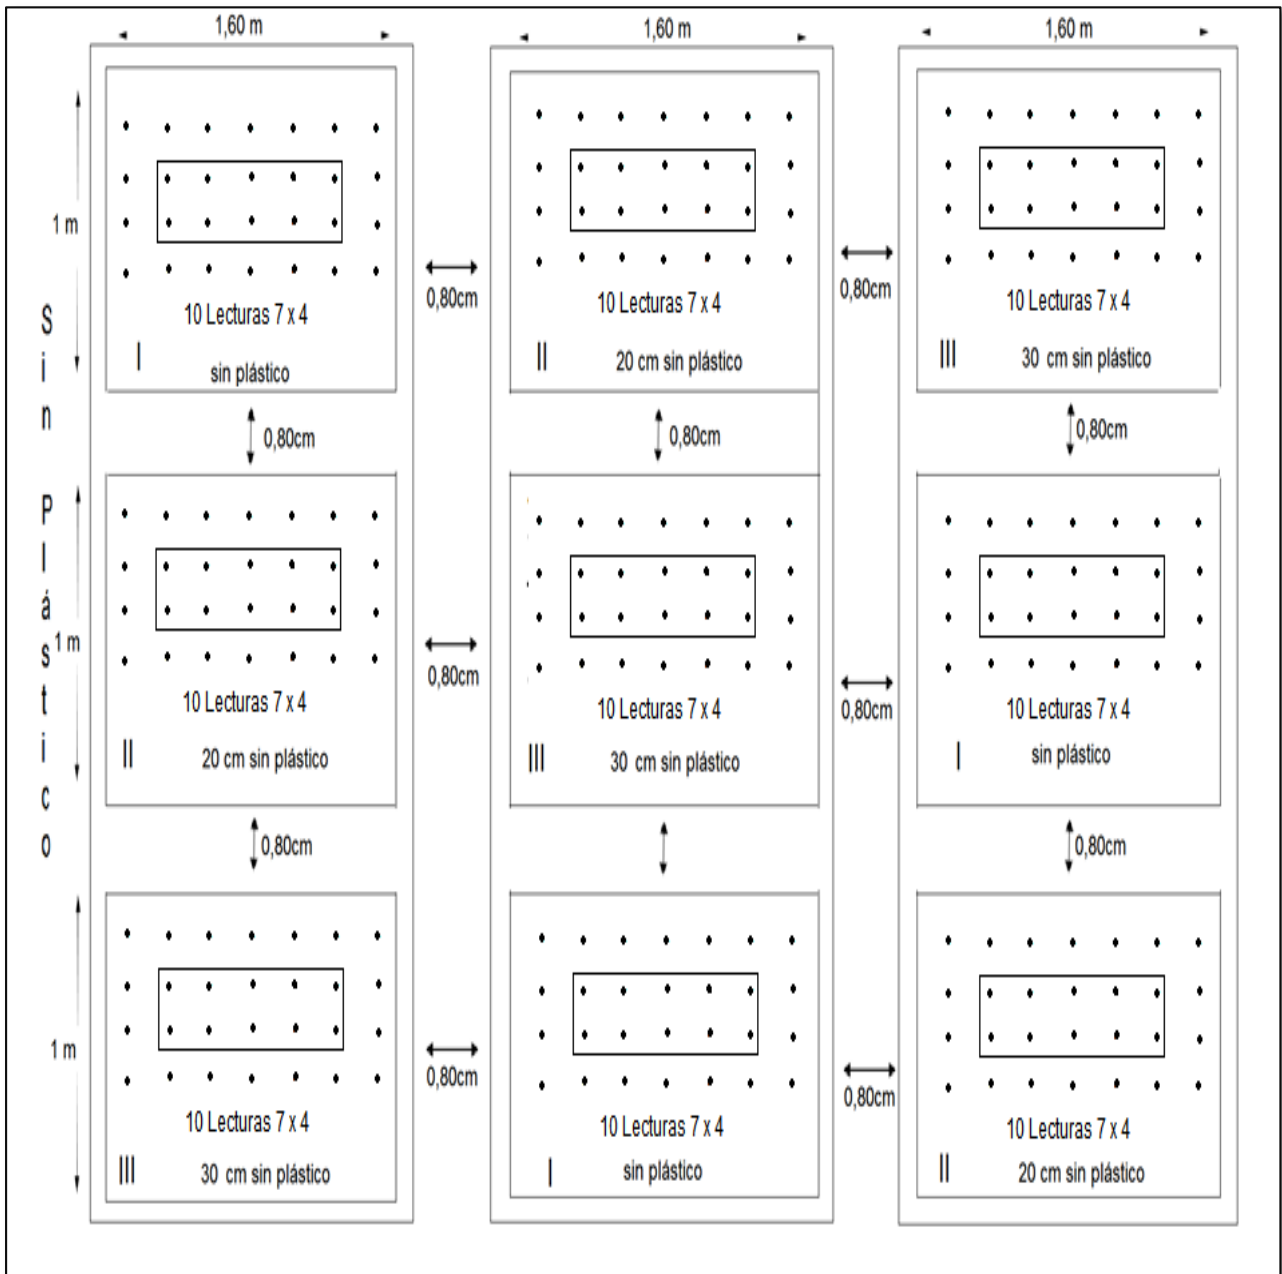 1,60 m
1,60 m
1,60 m
1 m
10 Lecturas 7 x 4
I
sin plástico
0,80cm
10 Lecturas 7 x 4
II
20 cm sin plástico
0,80cm
10 Lecturas 7 x 4
III
30 cm sin plástico
0,80cm
0,80cm
0,80cm
Sin Plástico
1 m
10 Lecturas 7 x 4
II
20 cm sin plástico
0,80cm
10 Lecturas 7 x 4
III
30 cm sin plástico
0,80cm
10 Lecturas 7 x 4
I
sin plástico
0,80cm
0,80cm
1 m
10 Lecturas 7 x 4
III
30 cm sin plástico
0,80cm
10 Lecturas 7 x 4
I
sin plástico
0,80cm
10 Lecturas 7 x 4
II
20 cm sin plástico